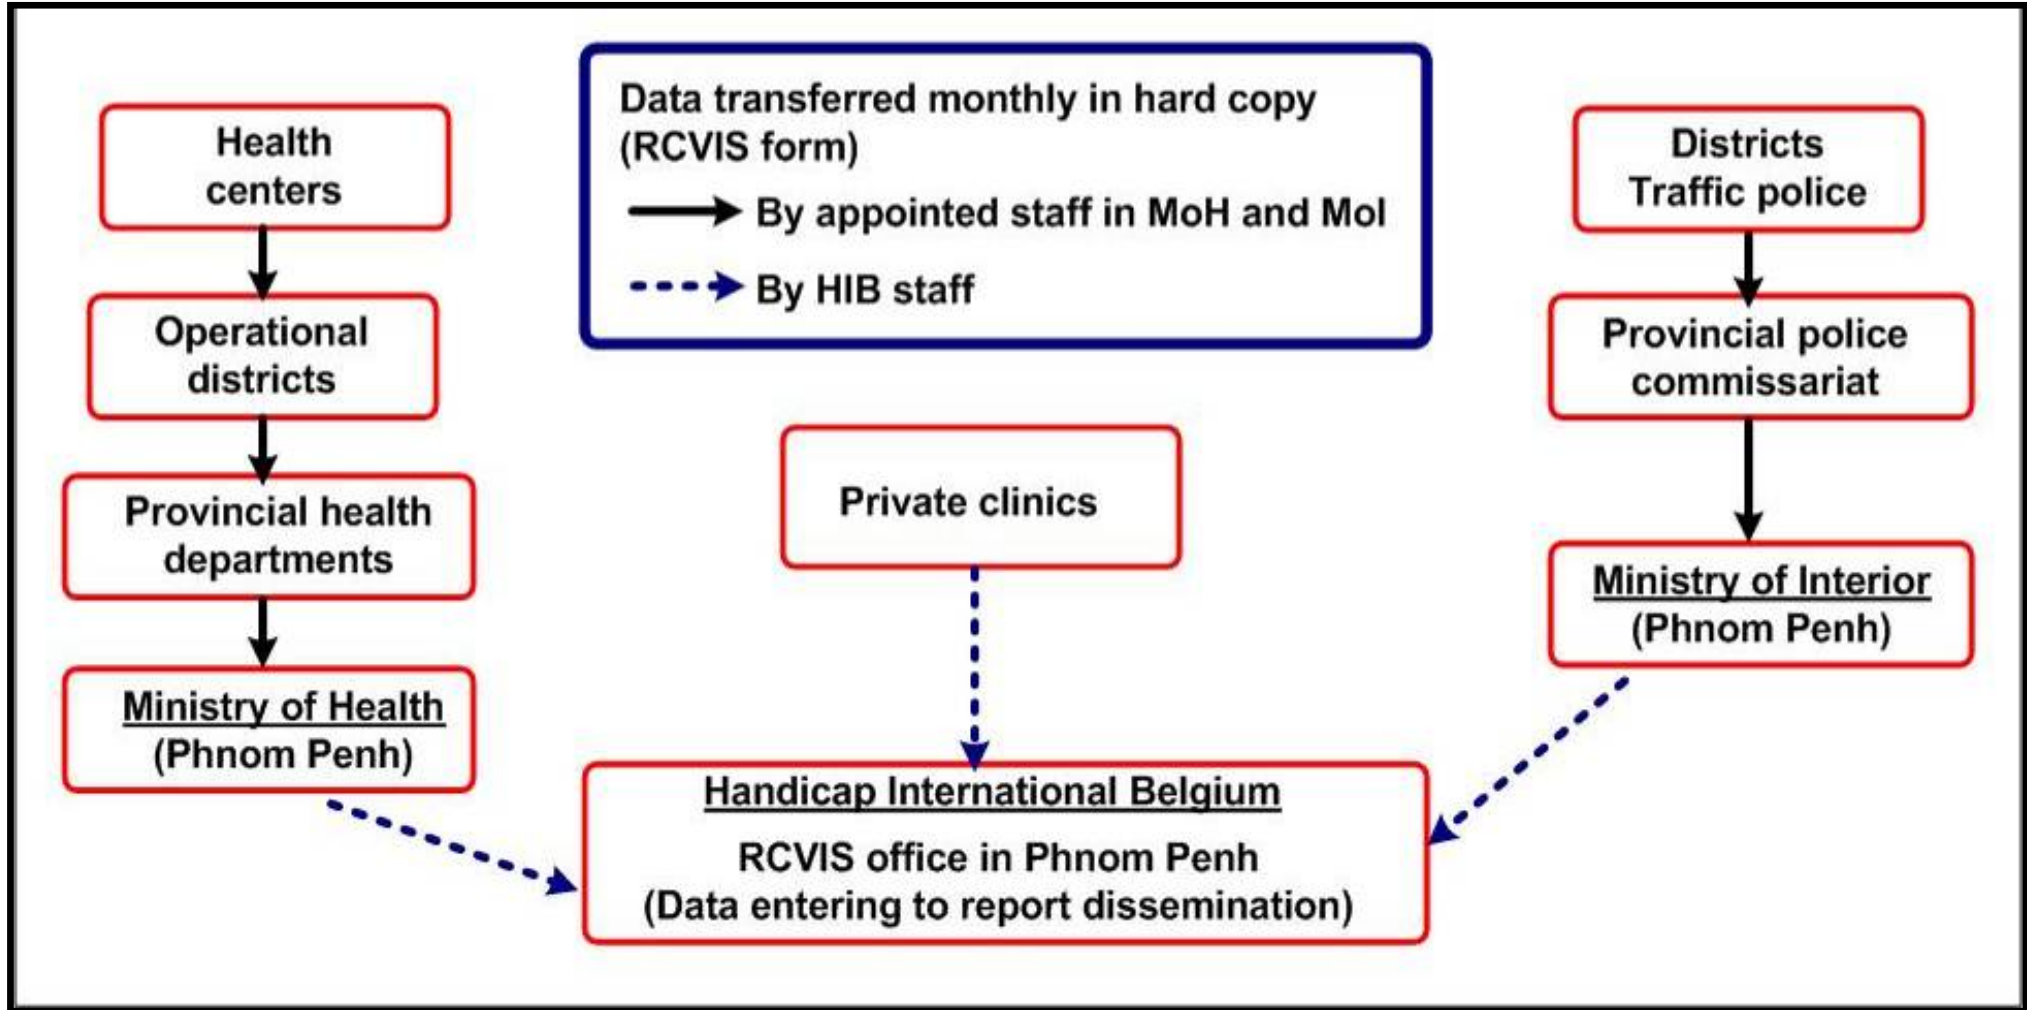 Health
centers
Operational
districts
Provincial health
departments
Ministry of Health
(Phnom Penh)
Data transferred monthly in hard copy
(RCVIS form)
By appointed staff in MoH and MoI
By HIB staff
Private clinics
Handicap International Belgium
RCVIS office in Phnom Penh
(Data entering to report dissemination)
Districts
Traffic police
Provincial police
commissariat
Ministry of Interior
(Phnom Penh)